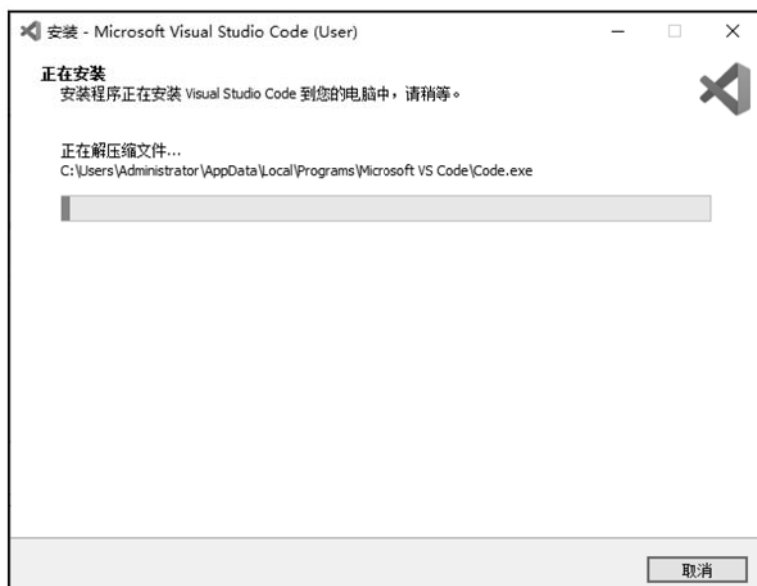 安装 - Microsoft Visual Studio Code (User)
正在安装
安装程序正在安装 Visual Studio Code 到您的电脑中，请稍等。
正在解压缩文件...
C:\Users\Administrator\AppData\Local\Programs\Microsoft VS Code\Code.exe
取消